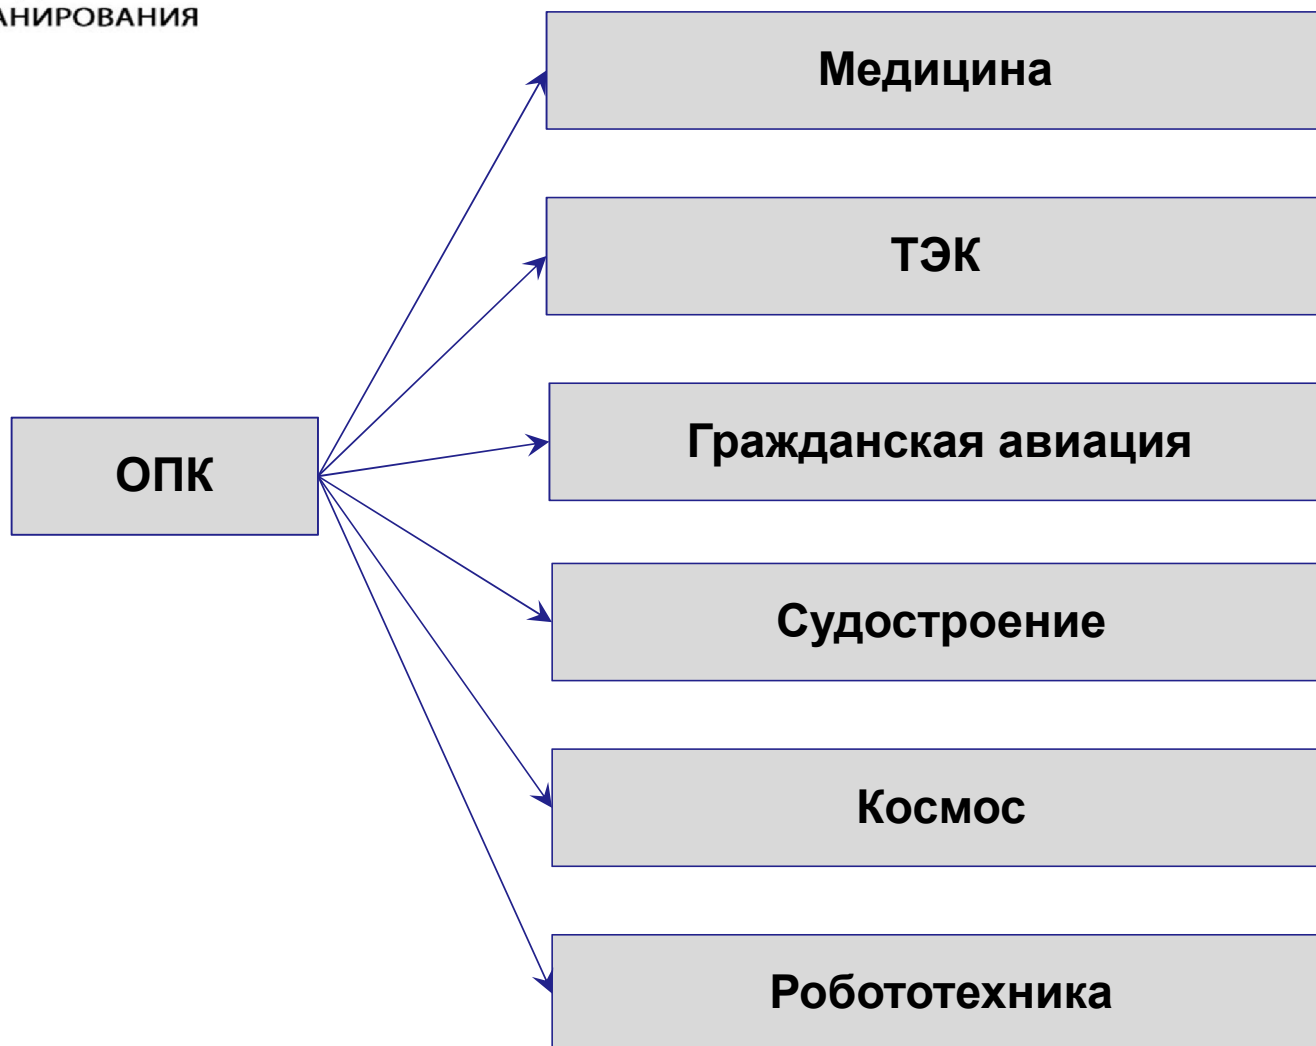 АНИРОВАНИЯ
Медицина
ТЭК
Гражданская авиация
ОПК
Судостроение
Космос
Робототехника